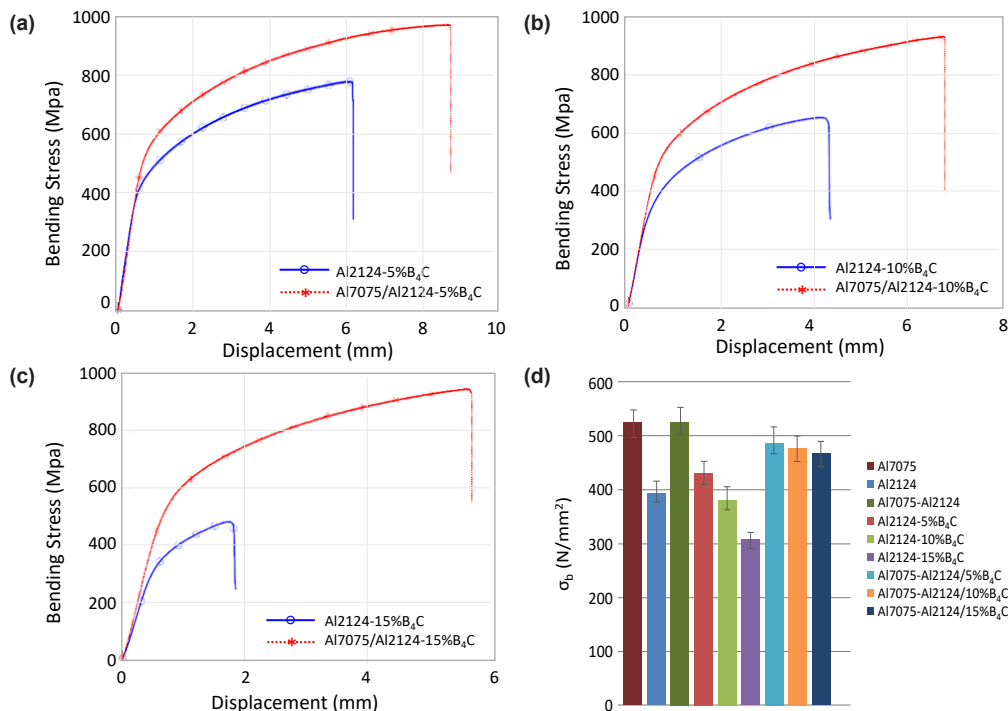 (a)
1000
800
600
400
200
0
Bending Stress (Mpa)
Al2124-5%B₄C
Al7075/Al2124-5%B₄C
0 2 4 6 8 10
Displacement (mm)
(b)
1000
800
600
400
200
0
Bending Stress (Mpa)
Al2124-10%B₄C
Al7075/Al2124-10%B₄C
0 2 4 6 8
Displacement (mm)
(c)
1000
800
600
400
200
0
Bending Stress (Mpa)
Al2124-15%B₄C
Al7075/Al2124-15%B₄C
0 2 4 6
Displacement (mm)
(d)
600
500
400
300
200
100
0
σb (N/mm²)
Al7075
Al2124
Al7075-Al2124
Al2124-5%B₄C
Al2124-10%B₄C
Al2124-15%B₄C
Al7075-Al2124/5%B₄C
Al7075-Al2124/10%B₄C
Al7075-Al2124/15%B₄C